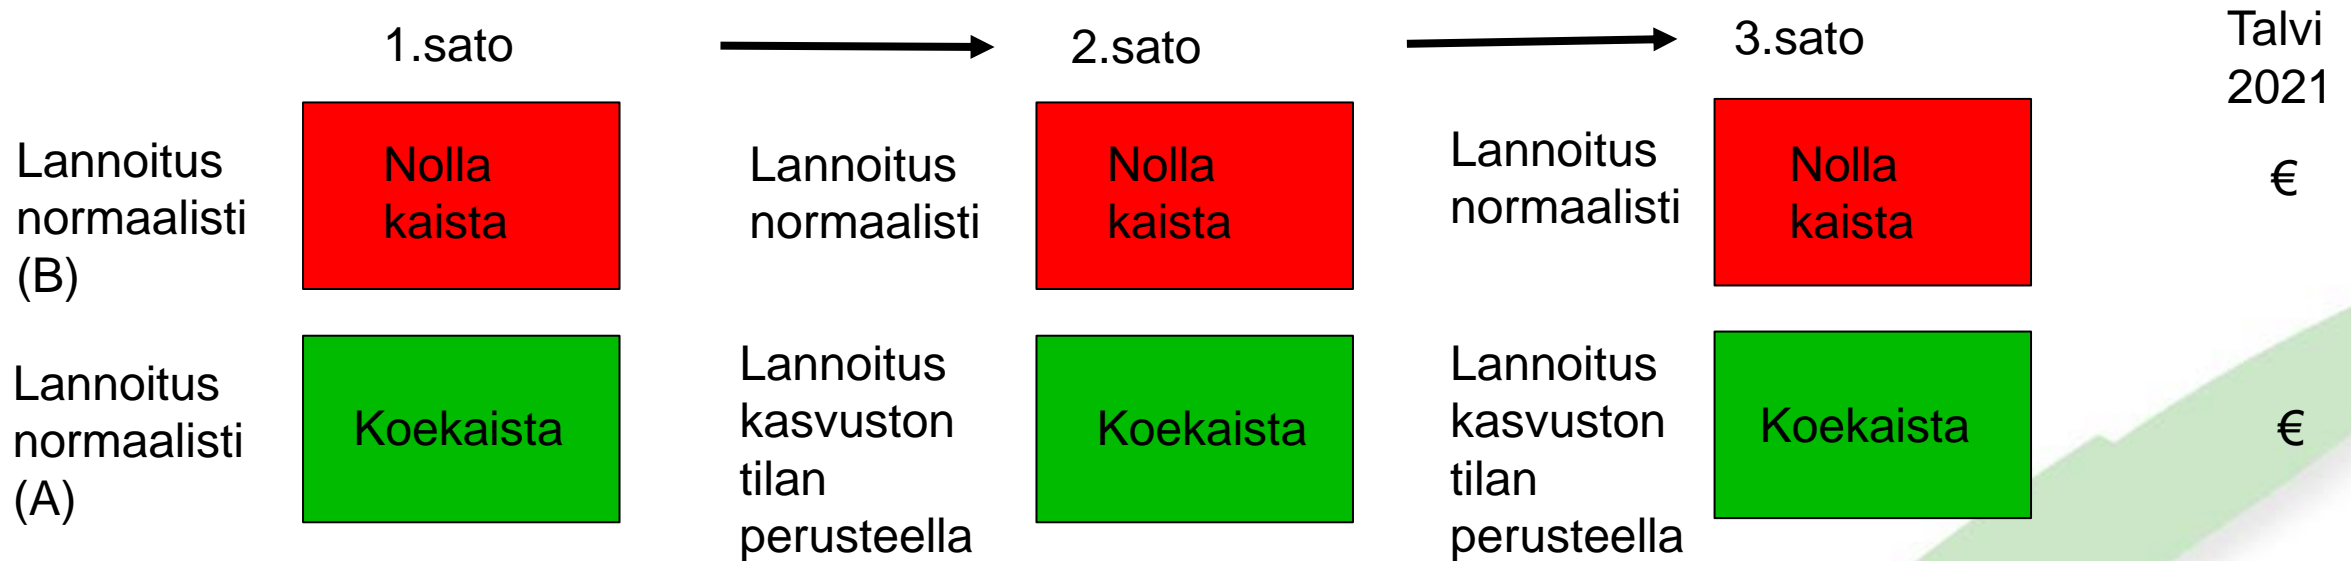 1.sato
2.sato
3.sato
Talvi
2021
Lannoitus
normaalisti
(B)
Nolla
kaista
Lannoitus
normaalisti
Nolla
kaista
Lannoitus
normaalisti
Nolla
kaista
€
Lannoitus
normaalisti
(A)
Koekaista
Lannoitus
kasvuston
tilan
perusteella
Koekaista
Lannoitus
kasvuston
tilan
perusteella
Koekaista
€